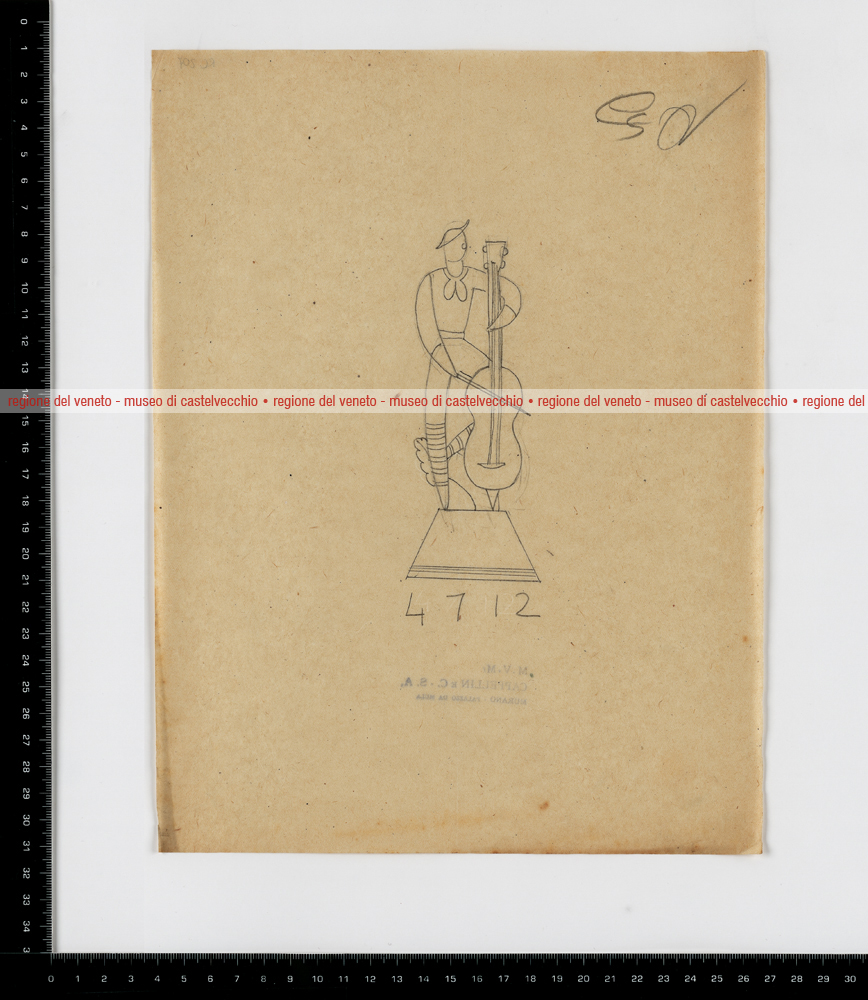 regione del veneto - museo di castelvecchio • regione del veneto - museo di castelvecchio • regione del veneto - museo di castelvecchio • regione del
4712
M.V.M.
CAPPELLIN & C. - S. A.
MURANO
0 1 2 3 4 5 6 7 8 9 10 11 12 13 15 16 17 18 19 20 21 22 23 24 25 26 27 28 29 30 31 32 33 34 3
0 1 2 3 4 5 6 7 8 9 10 11 12 13 14 15 16 17 18 19 20 21 22 23 24 25 26 27 28 29 30